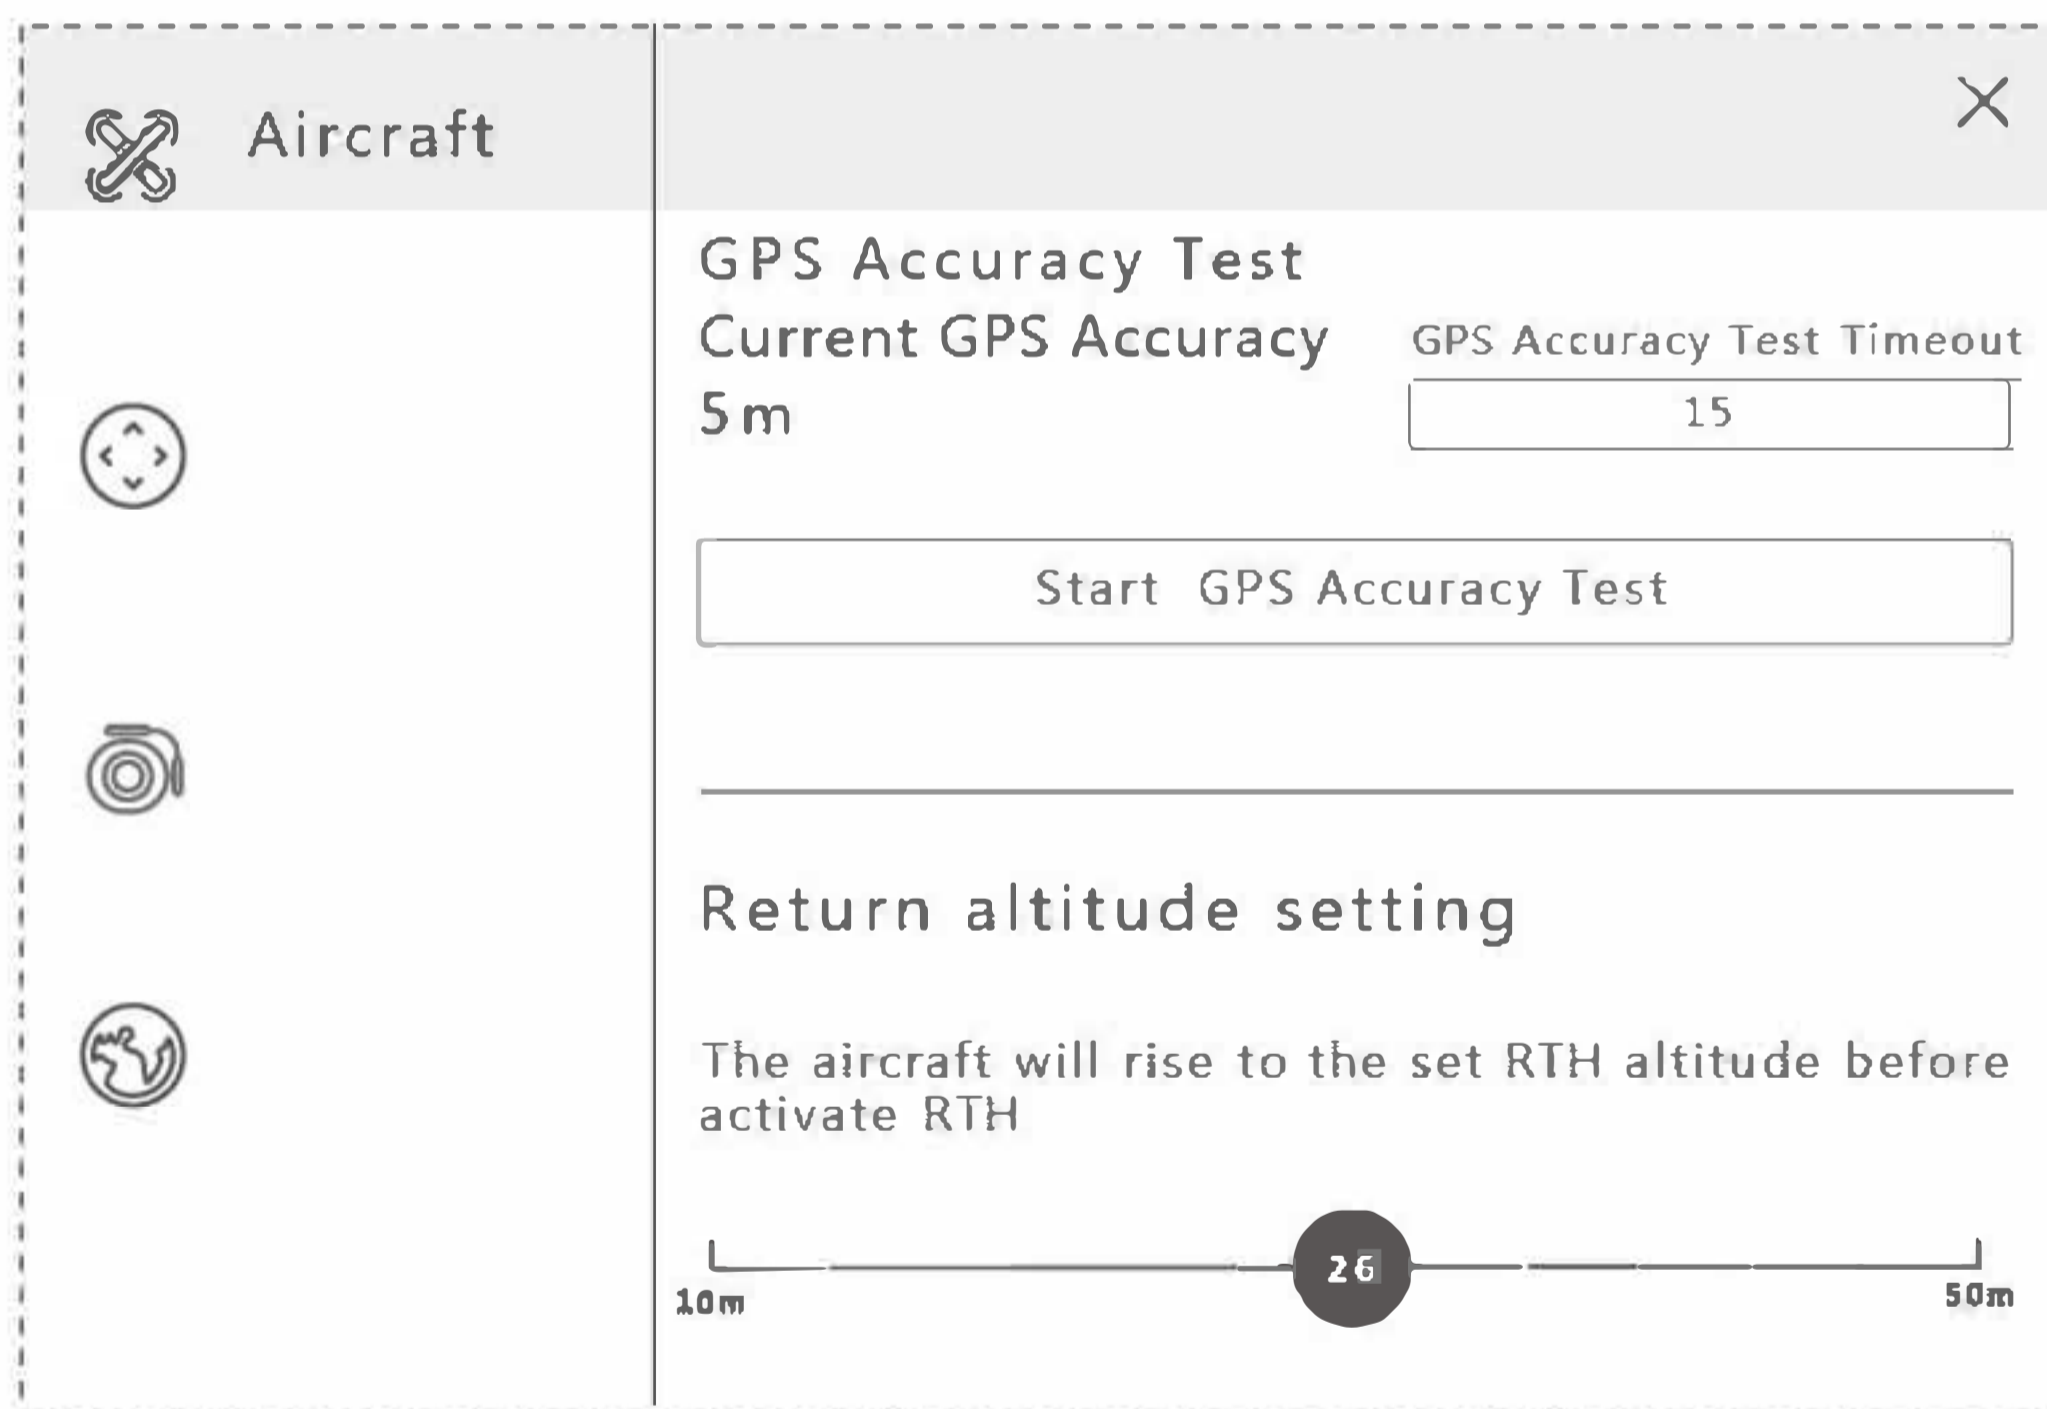 Aircraft
GPS Accuracy Test
Current GPS Accuracy
5m
GPS Accuracy Test Timeout
15
Start GPS Accuracy Test
Return altitude setting
The aircraft will rise to the set RTH altitude before
activate RTH
26
10m
50m